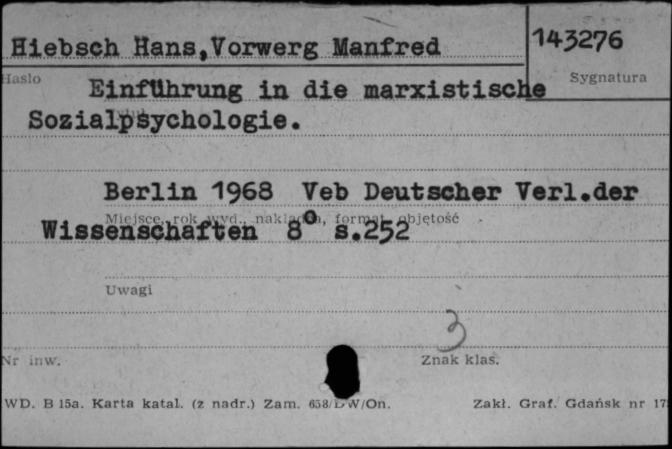 Hiebsch Hans,Vorwerg Manfred
143276
Hasło
Sygnatura
Einführung in die marxistische
Sozialpsychologie.
Berlin 1968 Veb Deutscher Verl.der
Miejsce, rok wyd., nakładca, format, objętość
Wissenschaften 8° s.252
Uwagi
3
Nr inw.
Znak klas.
WD. B 15a. Karta katal. (z nadr.) Zam. 658/DW/On.
Zakł. Graf. Gdańsk nr